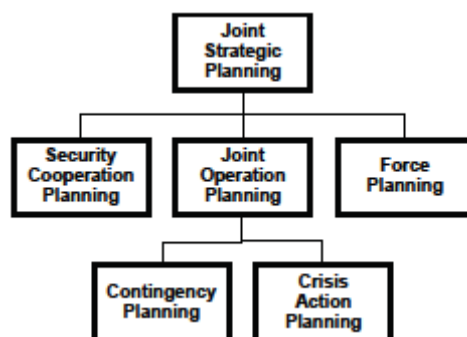 Joint
Strategic
Planning
Security
Cooperation
Planning
Joint
Operation
Planning
Force
Planning
Contingency
Planning
Crisis
Action
Planning